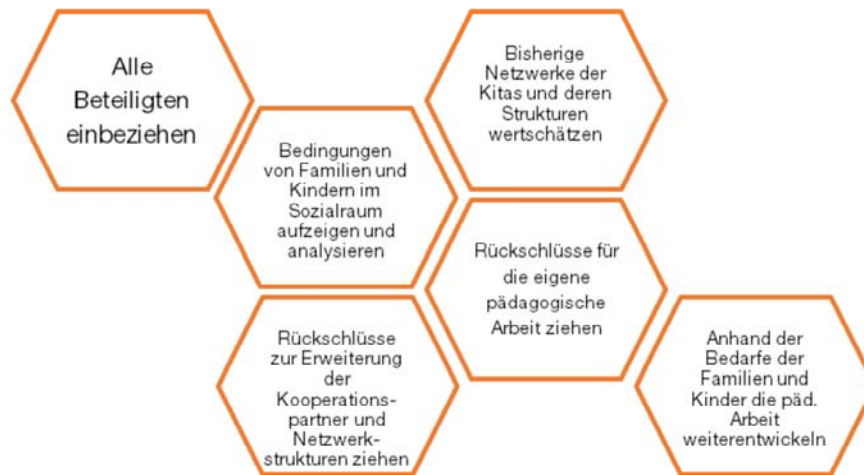 Alle
Beteiligten
einbeziehen
Bisherige
Netzwerke der
Kitas und deren
Strukturen
wertschätzen
Bedingungen
von Familien und
Kindern im
Sozialraum
aufzeigen und
analysieren
Rückschlüsse für
die eigene
pädagogische
Arbeit ziehen
Rückschlüsse
zur Erweiterung
der
Kooperations-
partner und
Netzwerk-
strukturen ziehen
Anhand der
Bedarfe der
Familien und
Kinder die päd.
Arbeit
weiterentwickeln